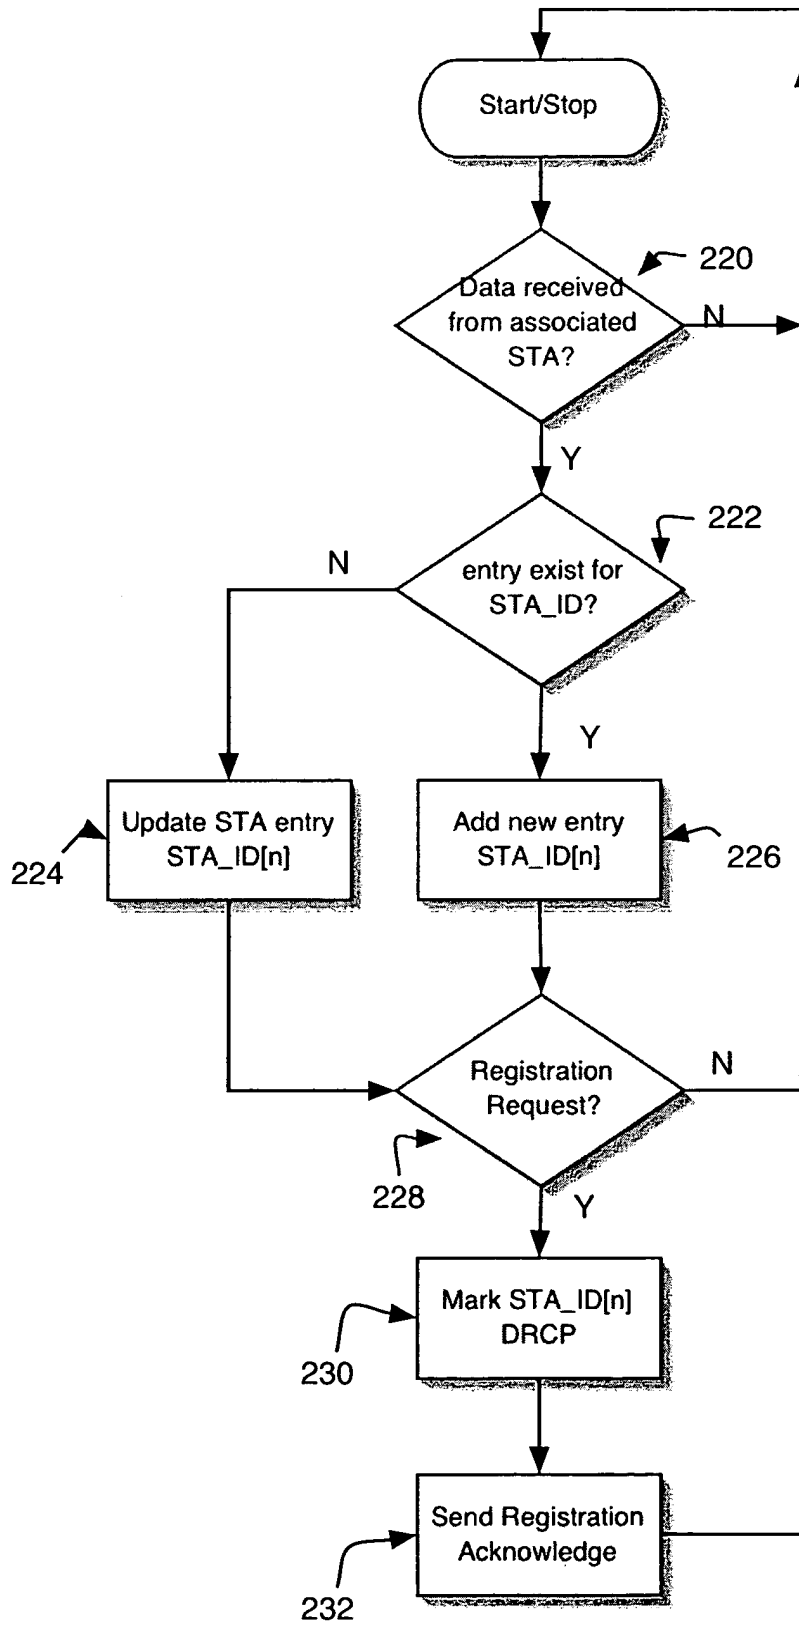 Start/Stop
220
Data received
from associated
STA?
N
Y
222
entry exist for
STA_ID?
N
Y
Update STA entry
STA_ID[n]
224
Add new entry
STA_ID[n]
226
Registration
Request?
N
228
Y
Mark STA_ID[n]
DRCP
230
Send Registration
Acknowledge
232